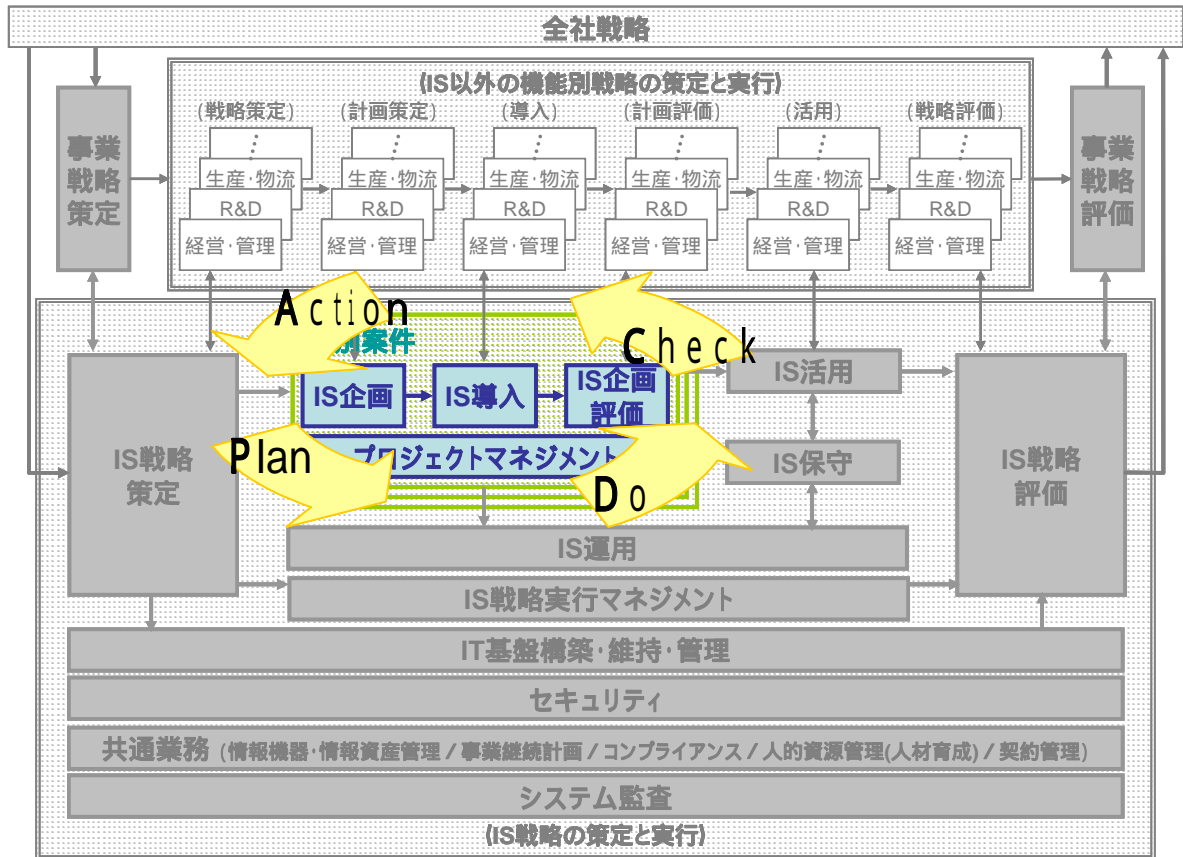 全社戦略
(IS以外の機能別戦略の策定と実行)
(戦略策定)
(計画策定)
(導入)
(計画評価)
(活用)
(戦略評価)
事業
戦略
策定
⋮
生産・物流
R&D
経営・管理
⋮
生産・物流
R&D
経営・管理
⋮
生産・物流
R&D
経営・管理
⋮
生産・物流
R&D
経営・管理
⋮
生産・物流
R&D
経営・管理
⋮
生産・物流
R&D
経営・管理
事業
戦略
評価
Action
Check
別案件
IS企画
IS導入
IS企画
評価
プロジェクトマネジメント
Plan
Do
IS戦略
策定
IS活用
IS保守
IS戦略
評価
IS運用
IS戦略実行マネジメント
IT基盤構築・維持・管理
セキュリティ
共通業務 (情報機器・情報資産管理 / 事業継続計画 / コンプライアンス / 人的資源管理(人材育成) / 契約管理)
システム監査
(IS戦略の策定と実行)